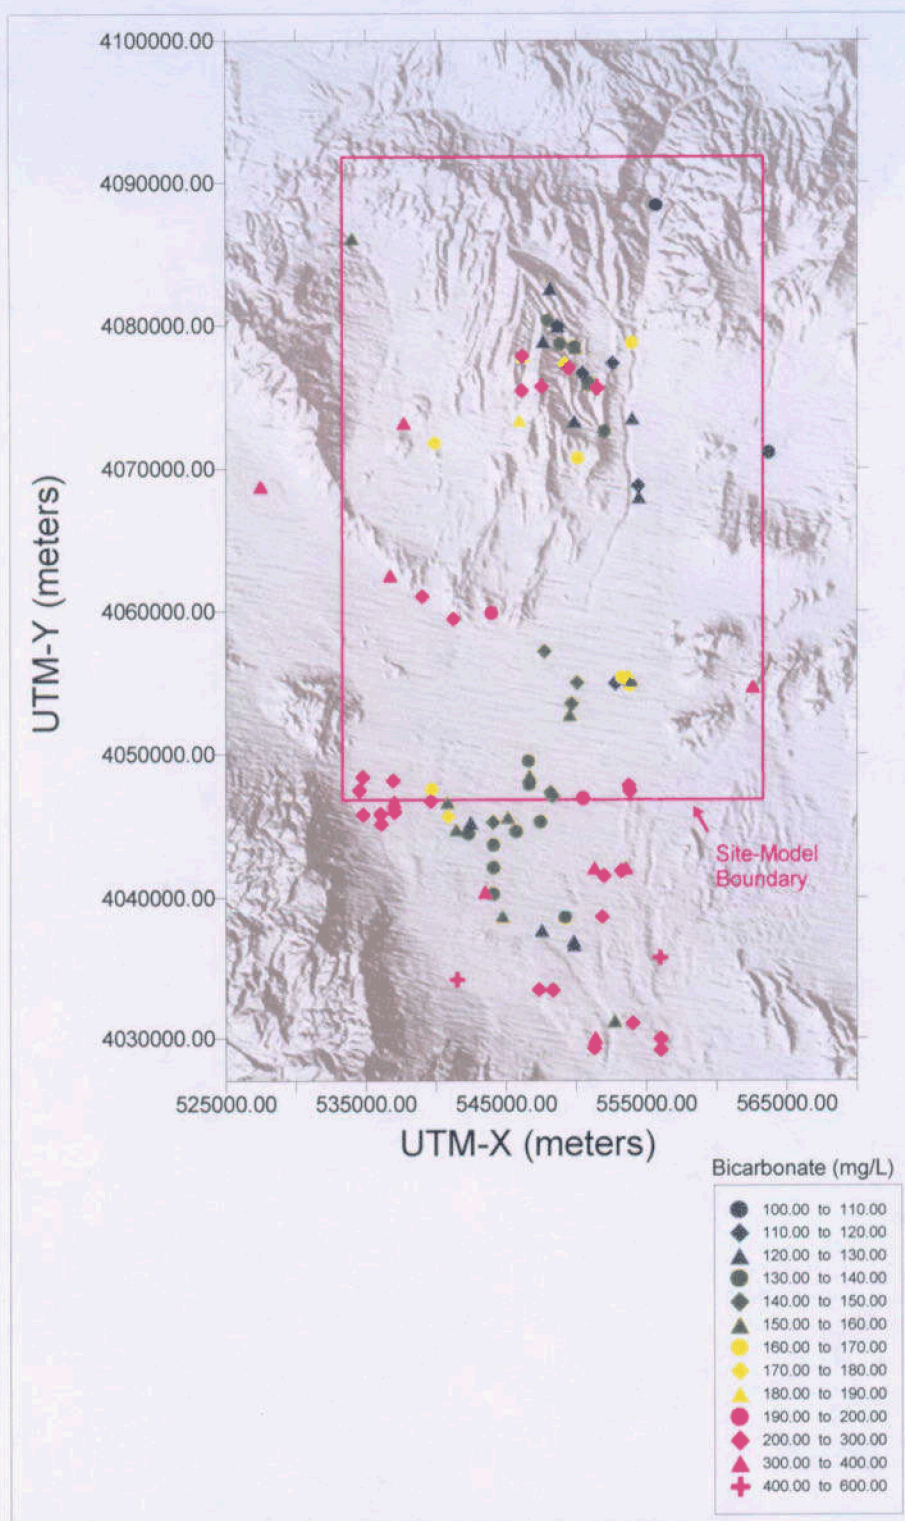 4100000.00
4090000.00
4080000.00
4070000.00
4060000.00
4050000.00
4040000.00
4030000.00
UTM-Y (meters)
Site-Model
Boundary
525000.00 535000.00 545000.00 555000.00 565000.00
UTM-X (meters)
Bicarbonate (mg/L)
100.00 to 110.00
110.00 to 120.00
120.00 to 130.00
130.00 to 140.00
140.00 to 150.00
150.00 to 160.00
160.00 to 170.00
170.00 to 180.00
180.00 to 190.00
190.00 to 200.00
200.00 to 300.00
300.00 to 400.00
400.00 to 600.00